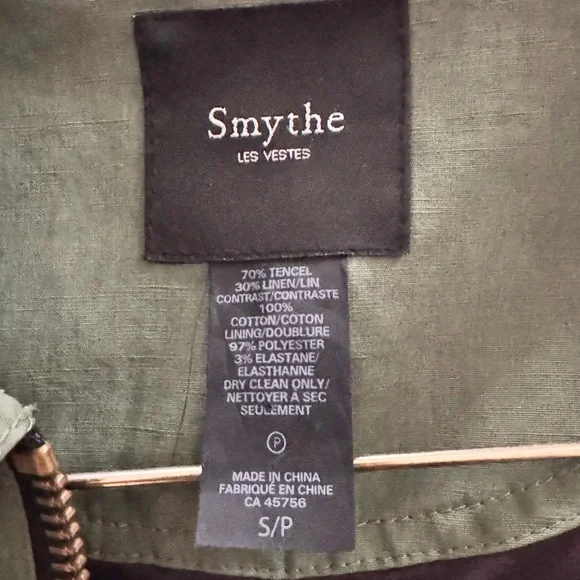 Smythe
LES VESTES
70% TENCEL
30% LINEN/LIN
CONTRAST/CONTRASTE
100%
COTTON/COTON
LINING/DOUBLURE
97% POLYESTER
3% ELASTANE/
ELASTHANNE
DRY CLEAN ONLY/
NETTOYER À SEC
SEULEMENT
P
MADE IN CHINA
FABRIQUÉ EN CHINE
CA 45756
S/P